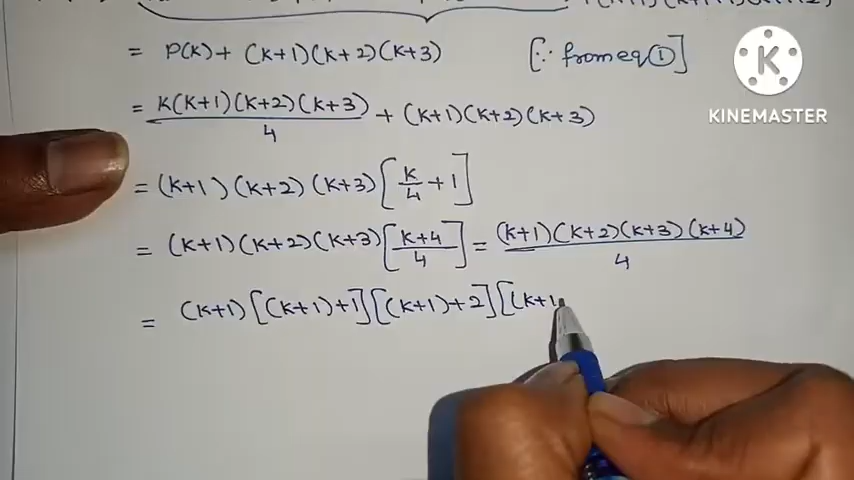 = P(K) + (K+1)(K+2)(K+3) [∵ from eq ①]
= K(K+1)(K+2)(K+3) / 4 + (K+1)(K+2)(K+3)
= (K+1)(K+2)(K+3)[K/4 + 1]
= (K+1)(K+2)(K+3)[K+4 / 4] = (K+1)(K+2)(K+3)(K+4) / 4
= (K+1)[(K+1)+1][(K+1)+2][(K+1
K
KINEMASTER